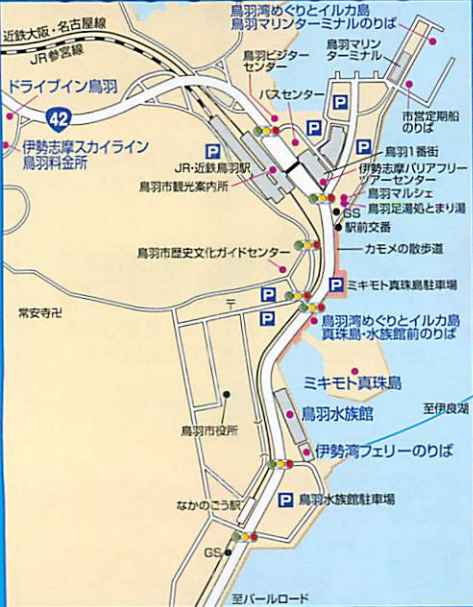 鳥羽湾めぐりとイルカ島
鳥羽マリンターミナルのりば
近鉄大阪・名古屋線
JR参宮線
鳥羽ビジター
センター
鳥羽マリン
ターミナル
ドライブイン鳥羽
バスセンター
42
P
市営定期船
のりば
伊勢志摩スカイライン
鳥羽料金所
P
P
鳥羽1番街
JR・近鉄鳥羽駅
伊勢志摩バリアフリー
ツアーセンター
鳥羽市観光案内所
鳥羽マルシェ
鳥羽足湯処とまり湯
GS
駅前交番
鳥羽市歴史文化ガイドセンター
カモメの散歩道
P
ミキモト真珠島駐車場
P
〒
常安寺卍
P
鳥羽湾めぐりとイルカ島
真珠島・水族館前のりば
ミキモト真珠島
鳥羽水族館
至伊良湖
鳥羽市役所
伊勢湾フェリーのりば
なかのごう駅
P
鳥羽水族館駐車場
GS
至パールロード